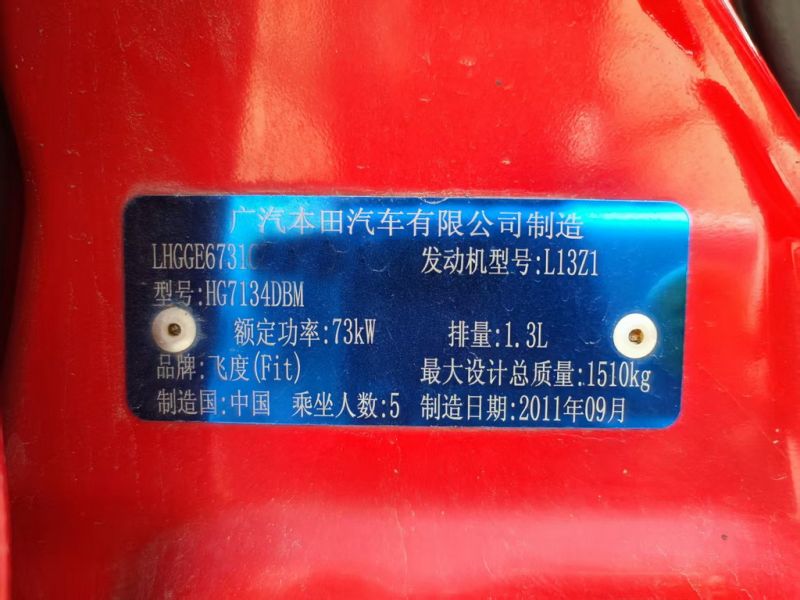 广汽本田汽车有限公司制造
LHGGE6731 发动机型号:L13Z1
型号:HG7134DBM
额定功率:73kW 排量:1.3L
品牌:飞度(Fit) 最大设计总质量:1510kg
制造国:中国 乘坐人数:5 制造日期:2011年09月